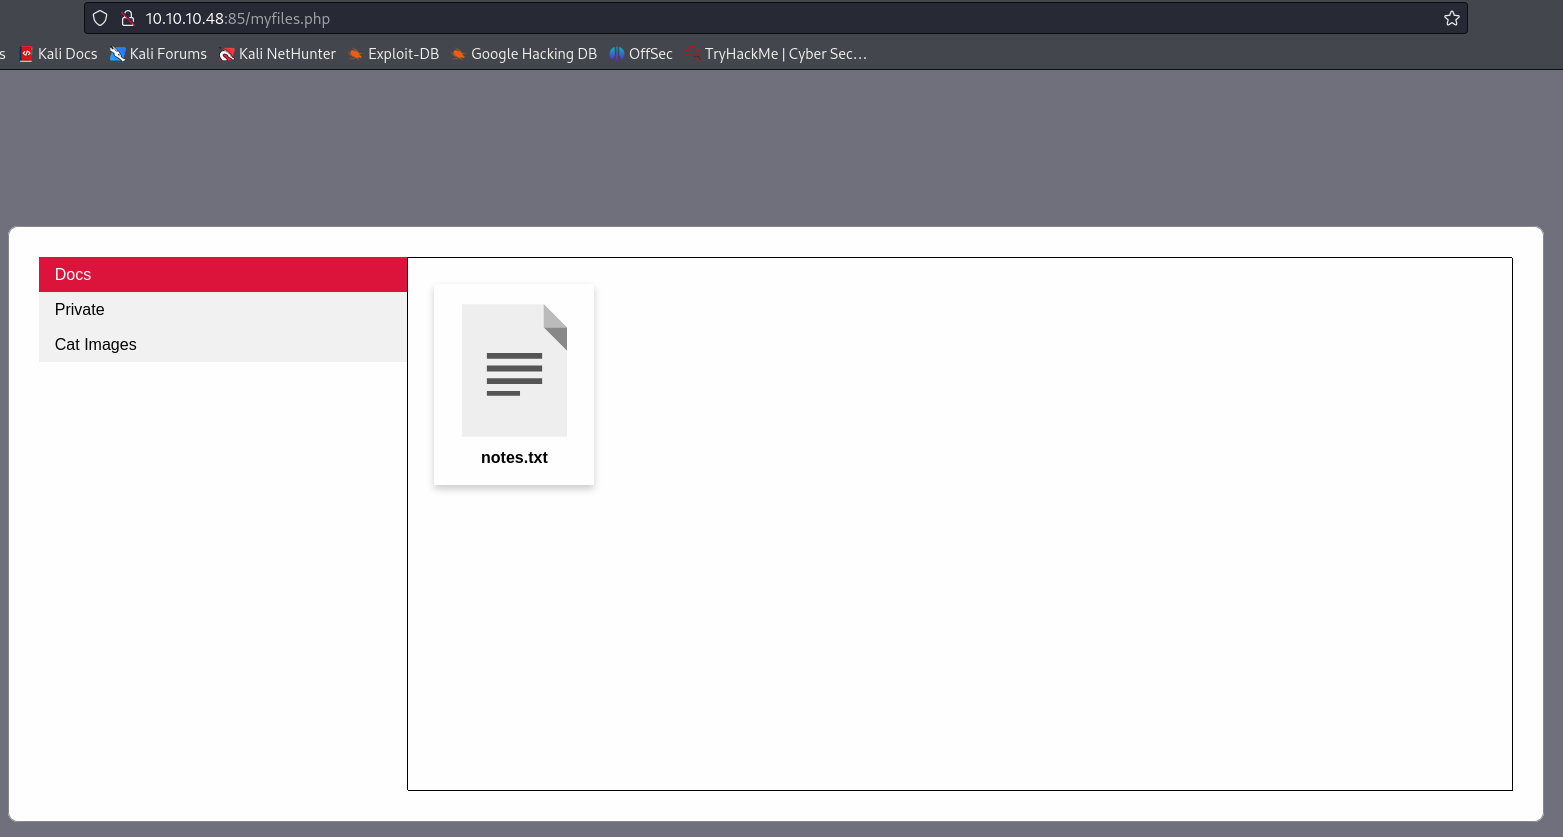 10.10.10.48:85/myfiles.php
s Kali Docs Kali Forums Kali NetHunter Exploit-DB Google Hacking DB OffSec TryHackMe | Cyber Sec…
Docs
Private
Cat Images
notes.txt